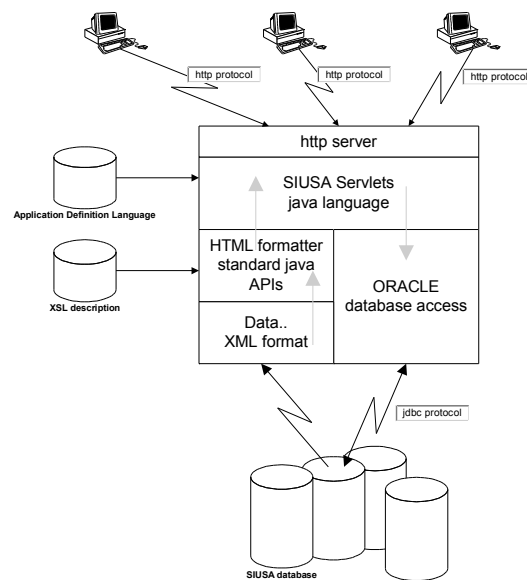 http protocol
http protocol
http protocol
http server
SIUSA Servlets
java language
Application Definition Language
HTML formatter
standard java
APIs
ORACLE
database access
XSL description
Data..
XML format
jdbc protocol
SIUSA database